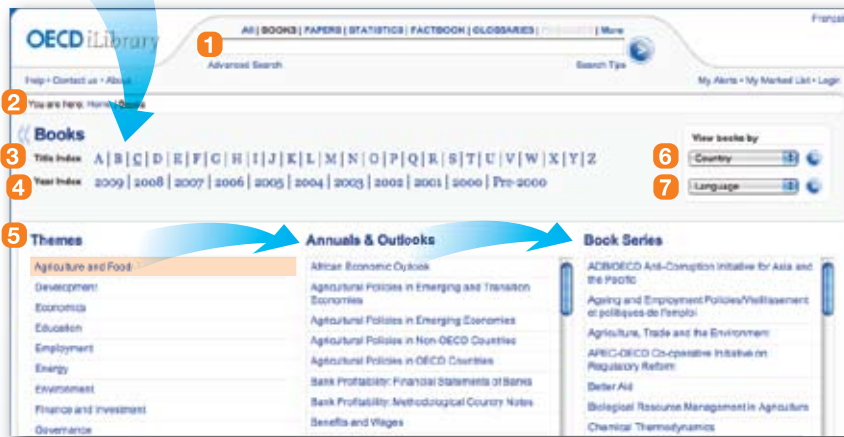 Français
OECD iLibrary
All | BOOKS | PAPERS | STATISTICS | FACTBOOK | GLOSSARIES | | More
1
Advanced Search
Search Tips
Help • Contact us • About
My Alerts • My Marked List • Login
2
You are here: Home / Books
Books
View books by
3
Title Index
A | B | C | D | E | F | G | H | I | J | K | L | M | N | O | P | Q | R | S | T | U | V | W | X | Y | Z
6
Country
4
Year Index
2009 | 2008 | 2007 | 2006 | 2005 | 2004 | 2003 | 2002 | 2001 | 2000 | Pre-2000
7
Language
5
Themes
Agriculture and Food
Development
Economics
Education
Employment
Energy
Environment
Finance and Investment
Governance
Annuals & Outlooks
African Economic Outlook
Agricultural Policies in Emerging and Transition
Economies
Agricultural Policies in Emerging Economies
Agricultural Policies in Non-OECD Countries
Agricultural Policies in OECD Countries
Bank Profitability: Financial Statements of Banks
Bank Profitability: Methodological Country Notes
Benefits and Wages
Book Series
ADB/OECD Anti-Corruption Initiative for Asia and
the Pacific
Ageing and Employment Policies/Vieillissement
et politiques de l'emploi
Agriculture, Trade and the Environment
APEC-OECD Co-operative Initiative on
Regulatory Reform
Better Aid
Biological Resource Management in Agriculture
Chemical Thermodynamics